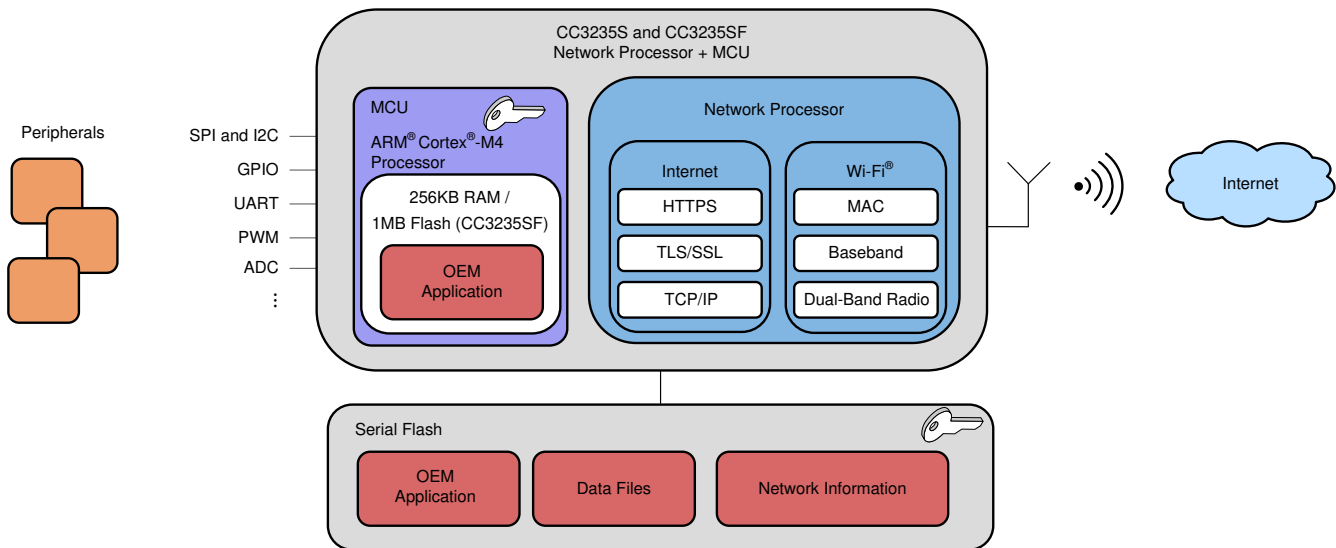 CC3235S and CC3235SF
Network Processor + MCU
Peripherals
SPI and I2C
GPIO
UART
PWM
ADC
⋮
MCU
ARM® Cortex®-M4
Processor
256KB RAM /
1MB Flash (CC3235SF)
OEM
Application
Network Processor
Internet
HTTPS
TLS/SSL
TCP/IP
Wi-Fi®
MAC
Baseband
Dual-Band Radio
Internet
Serial Flash
OEM
Application
Data Files
Network Information